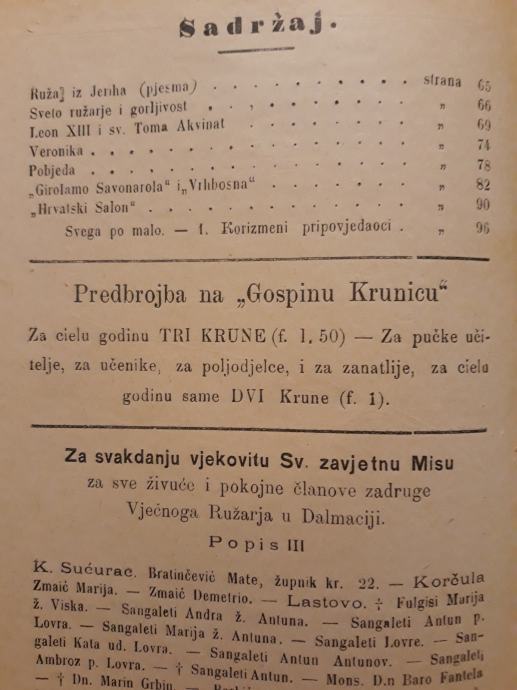 Sadržaj.
Ruža iz Jeriha (pjesma) . . . . . . . . . strana 65
Sveto ružarje i gorljivost . . . . . . . . . „ 66
Leon XIII i sv. Toma Akvinat . . . . . . . . „ 69
Veronika . . . . . . . . . . . . . „ 74
Pobjeda . . . . . . . . . . . . . „ 78
„Girolamo Savonarola“ i „Vrhbosna“ . . . . . . . „ 82
„Hrvatski Salon“ . . . . . . . . . . . „ 90
Svega po malo. — 1. Korizmeni pripovjedaoci . „ 96
Predbrojba na „Gospinu Krunicu“
Za cielu godinu TRI KRUNE (f. 1,50) — Za pučke uči-
telje, za učenike, za poljodjelce, i za zanatlije, za cielu
godinu same DVI Krune (f. 1).
Za svakdanju vjekovitu Sv. zavjetnu Misu
za sve živuće i pokojne članove zadruge
Vječnoga Ružarja u Dalmaciji.
Popis III
K. Sućurac. Bratinčević Mate, župnik kr. 22. — Korčula
Zmaić Marija. — Zmaić Demetrio. — Lastovo. † Fulgisi Marija
ž. Viska. — Sangaleti Andra ž. Antuna. — Sangaleti Antun p.
Lovra. — Sangaleti Marija ž. Antuna. — Sangaleti Lovre. — San-
galeti Kata ud. Lovra. — Sangaleti Antun Antunov. — Sangaleti
Ambroz p. Lovra. — † Sangaleti Antun. — Mons. D.n Baro Fantela
— † Dn. Marin Grbin. —